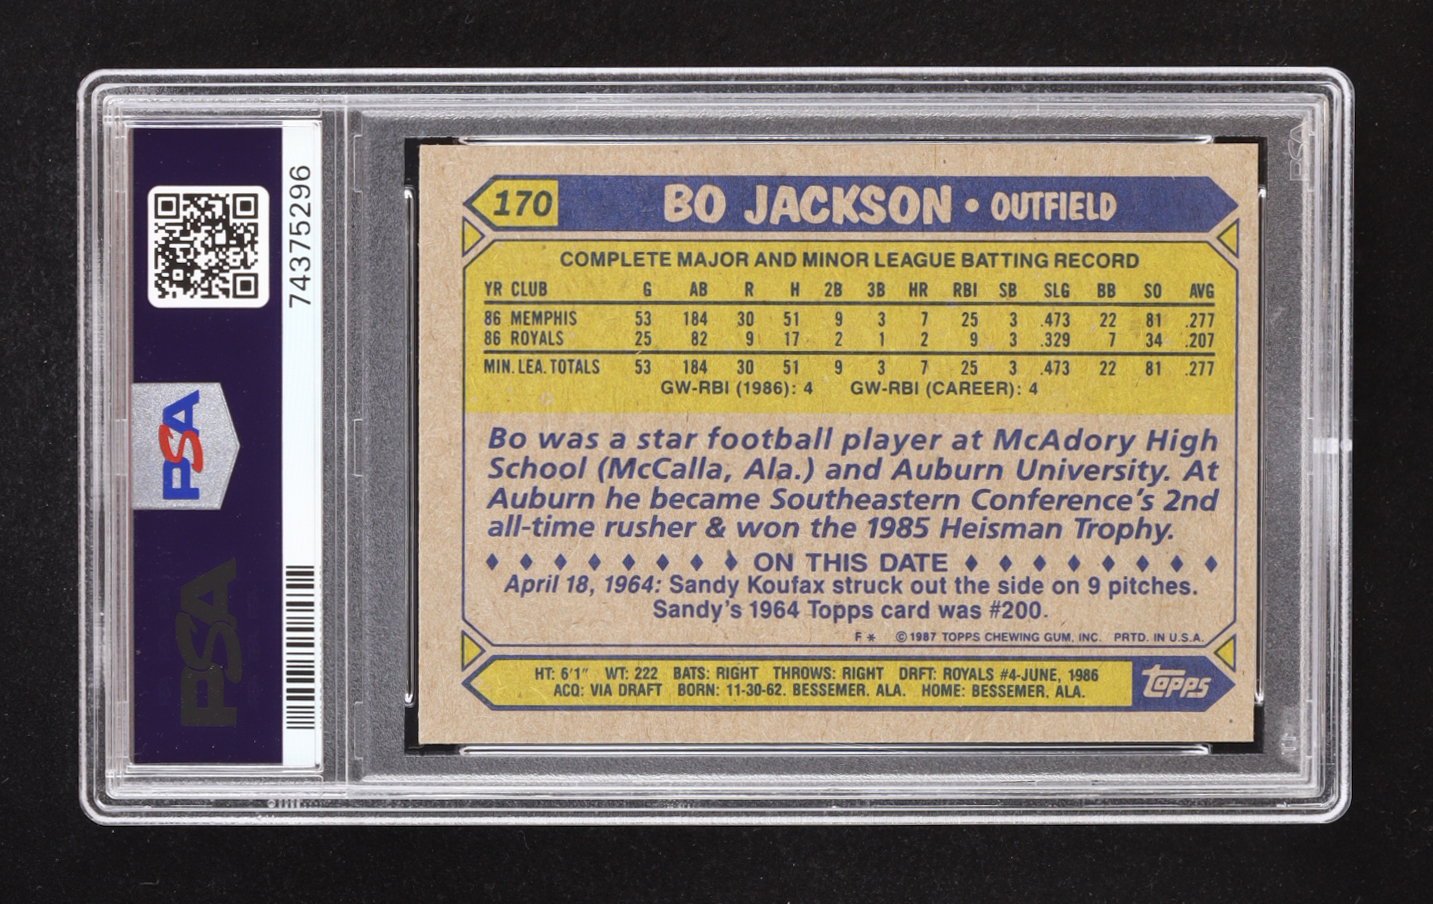 74375296
PSA
PSA
170 BO JACKSON • OUTFIELD
COMPLETE MAJOR AND MINOR LEAGUE BATTING RECORD
YR CLUB G AB R H 2B 3B HR RBI SB SLG BB SO AVG
86 MEMPHIS 53 184 30 51 9 3 7 25 3 .473 22 81 .277
86 ROYALS 25 82 9 17 2 1 2 9 3 .329 7 34 .207
MIN. LEA. TOTALS 53 184 30 51 9 3 7 25 3 .473 22 81 .277
GW-RBI (1986): 4 GW-RBI (CAREER): 4
Bo was a star football player at McAdory High
School (McCalla, Ala.) and Auburn University. At
Auburn he became Southeastern Conference's 2nd
all-time rusher & won the 1985 Heisman Trophy.
♦ ♦ ♦ ♦ ♦ ♦ ♦ ♦ ON THIS DATE ♦ ♦ ♦ ♦ ♦ ♦ ♦ ♦
April 18, 1964: Sandy Koufax struck out the side on 9 pitches.
Sandy's 1964 Topps card was #200.
F * © 1987 TOPPS CHEWING GUM, INC. PRTD. IN U.S.A.
HT: 6'1" WT: 222 BATS: RIGHT THROWS: RIGHT DRFT: ROYALS #4-JUNE, 1986
ACQ: VIA DRAFT BORN: 11-30-62, BESSEMER, ALA. HOME: BESSEMER, ALA.
topps
PSA